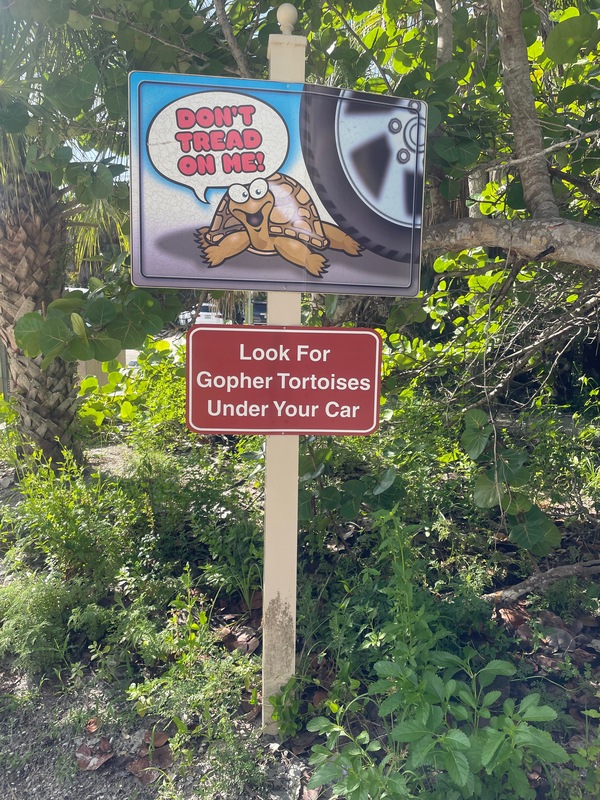 DON'T
TREAD
ON ME!
Look For
Gopher Tortoises
Under Your Car